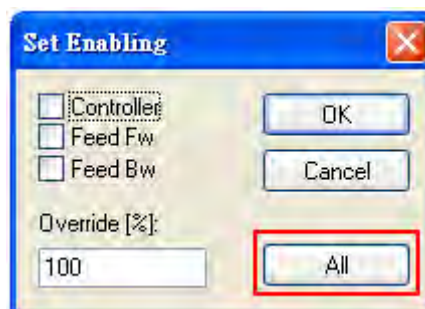 Set Enabling
Controller
Feed Fw
Feed Bw
OK
Cancel
Override [%]:
100
All